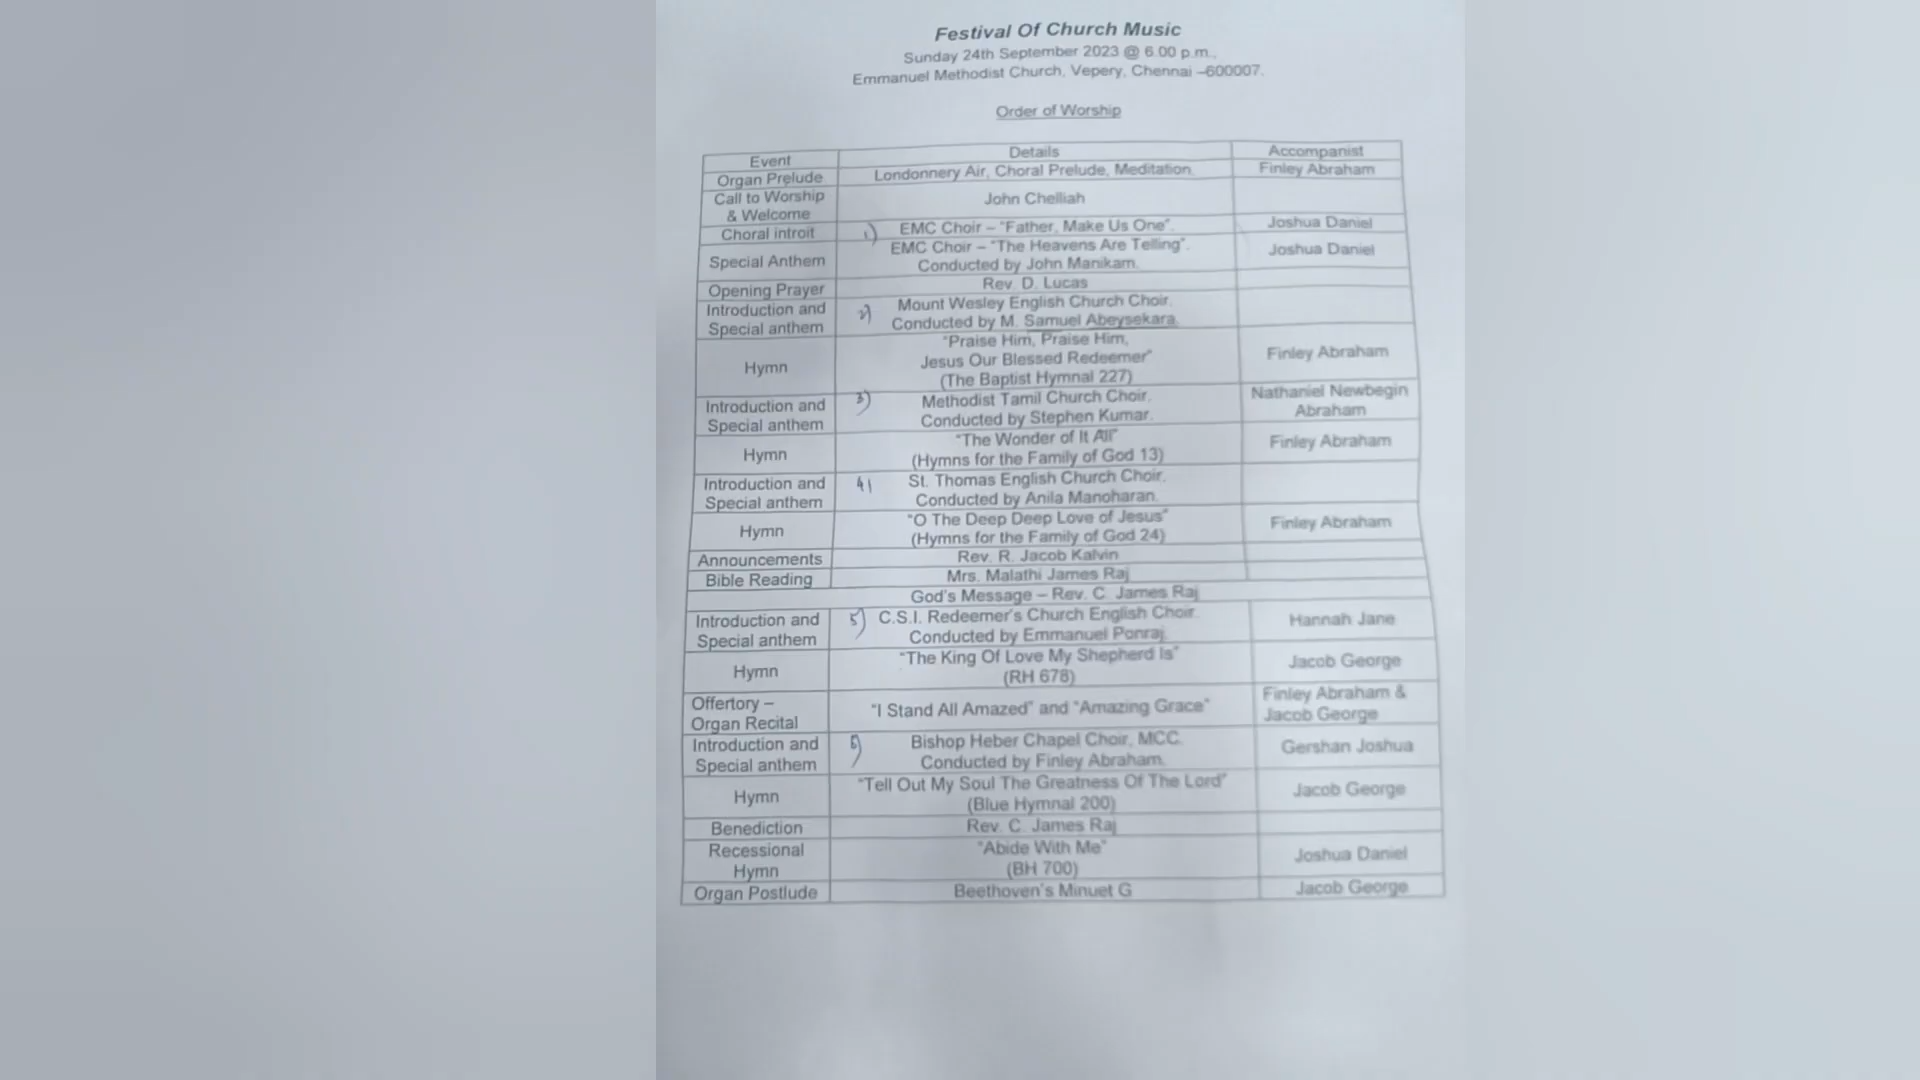 Festival Of Church Music
Sunday 24th September 2023 @ 6.00 p.m.,
Emmanuel Methodist Church, Vepery, Chennai –600007.
Order of Worship
Event Details Accompanist
Organ Prelude Londonnery Air, Choral Prelude, Meditation. Finley Abraham
Call to Worship
& Welcome
John Chelliah
Choral introit 1) EMC Choir – "Father, Make Us One". Joshua Daniel
Special Anthem
EMC Choir – "The Heavens Are Telling".
Conducted by John Manikam.
Joshua Daniel
Opening Prayer Rev. D. Lucas
Introduction and
Special anthem
2) Mount Wesley English Church Choir.
Conducted by M. Samuel Abeysekara.
Hymn
"Praise Him, Praise Him,
Jesus Our Blessed Redeemer"
(The Baptist Hymnal 227)
Finley Abraham
Introduction and
Special anthem
3) Methodist Tamil Church Choir.
Conducted by Stephen Kumar.
Nathaniel Newbegin
Abraham
Hymn
"The Wonder of It All"
(Hymns for the Family of God 13)
Finley Abraham
Introduction and
Special anthem
4) St. Thomas English Church Choir.
Conducted by Anila Manoharan.
Hymn
"O The Deep Deep Love of Jesus"
(Hymns for the Family of God 24)
Finley Abraham
Announcements Rev. R. Jacob Kalvin
Bible Reading Mrs. Malathi James Raj
God's Message – Rev. C. James Raj
Introduction and
Special anthem
5) C.S.I. Redeemer's Church English Choir.
Conducted by Emmanuel Ponraj.
Hannah Jane
Hymn
"The King Of Love My Shepherd Is"
(RH 678)
Jacob George
Offertory –
Organ Recital
"I Stand All Amazed" and "Amazing Grace"
Finley Abraham &
Jacob George
Introduction and
Special anthem
6) Bishop Heber Chapel Choir, MCC.
Conducted by Finley Abraham.
Gershan Joshua
Hymn
"Tell Out My Soul The Greatness Of The Lord"
(Blue Hymnal 200)
Jacob George
Benediction Rev. C. James Raj
Recessional
Hymn
"Abide With Me"
(BH 700)
Joshua Daniel
Organ Postlude Beethoven's Minuet G Jacob George